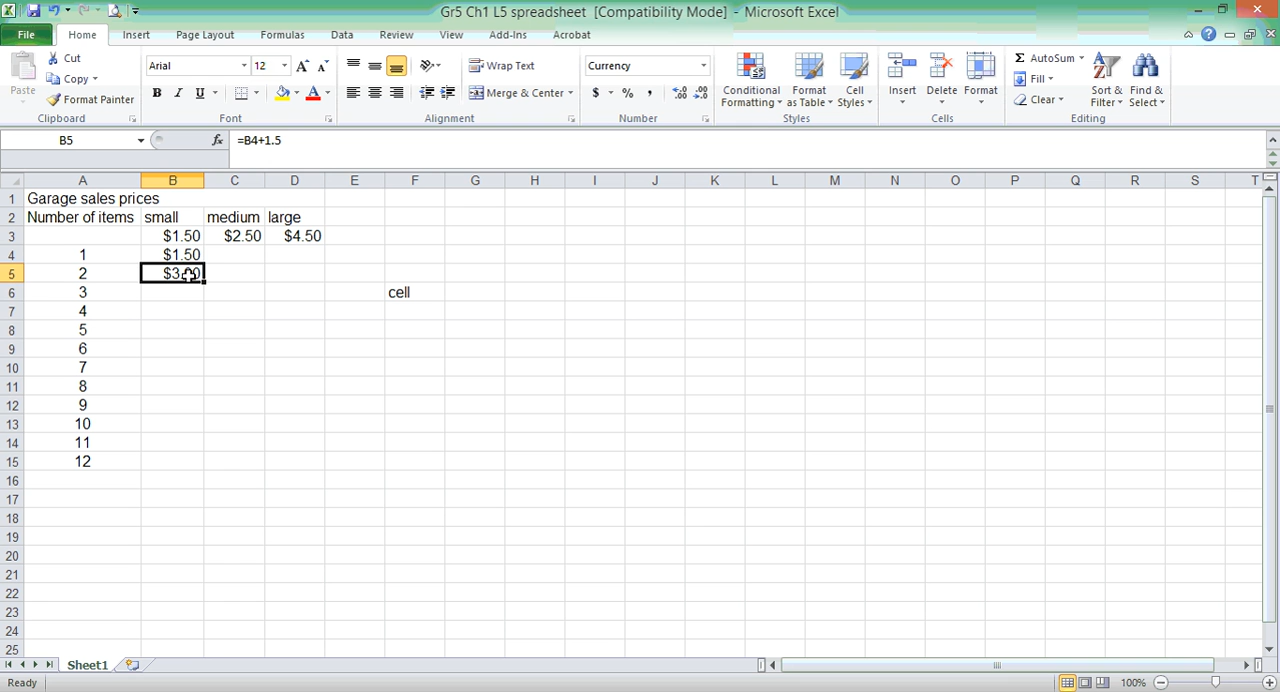 Gr5 Ch1 L5 spreadsheet [Compatibility Mode] - Microsoft Excel
File Home Insert Page Layout Formulas Data Review View Add-Ins Acrobat
Paste Cut Copy Format Painter Clipboard
Arial 12 A A B I U A Font
Wrap Text Merge & Center Alignment
Currency $ % , .00 .00 Number
Conditional Formatting Format as Table Cell Styles Styles
Insert Delete Format Cells
Σ AutoSum Fill Clear Sort & Filter Find & Select Editing
B5 fx =B4+1.5
A B C D E F G H I J K L M N O P Q R S T
1 Garage sales prices
2 Number of items small medium large
3 $1.50 $2.50 $4.50
4 1 $1.50
5 2
6 3 cell
7 4
8 5
9 6
10 7
11 8
12 9
13 10
14 11
15 12
16
17
18
19
20
21
22
23
24
25
Sheet1
Ready 100%